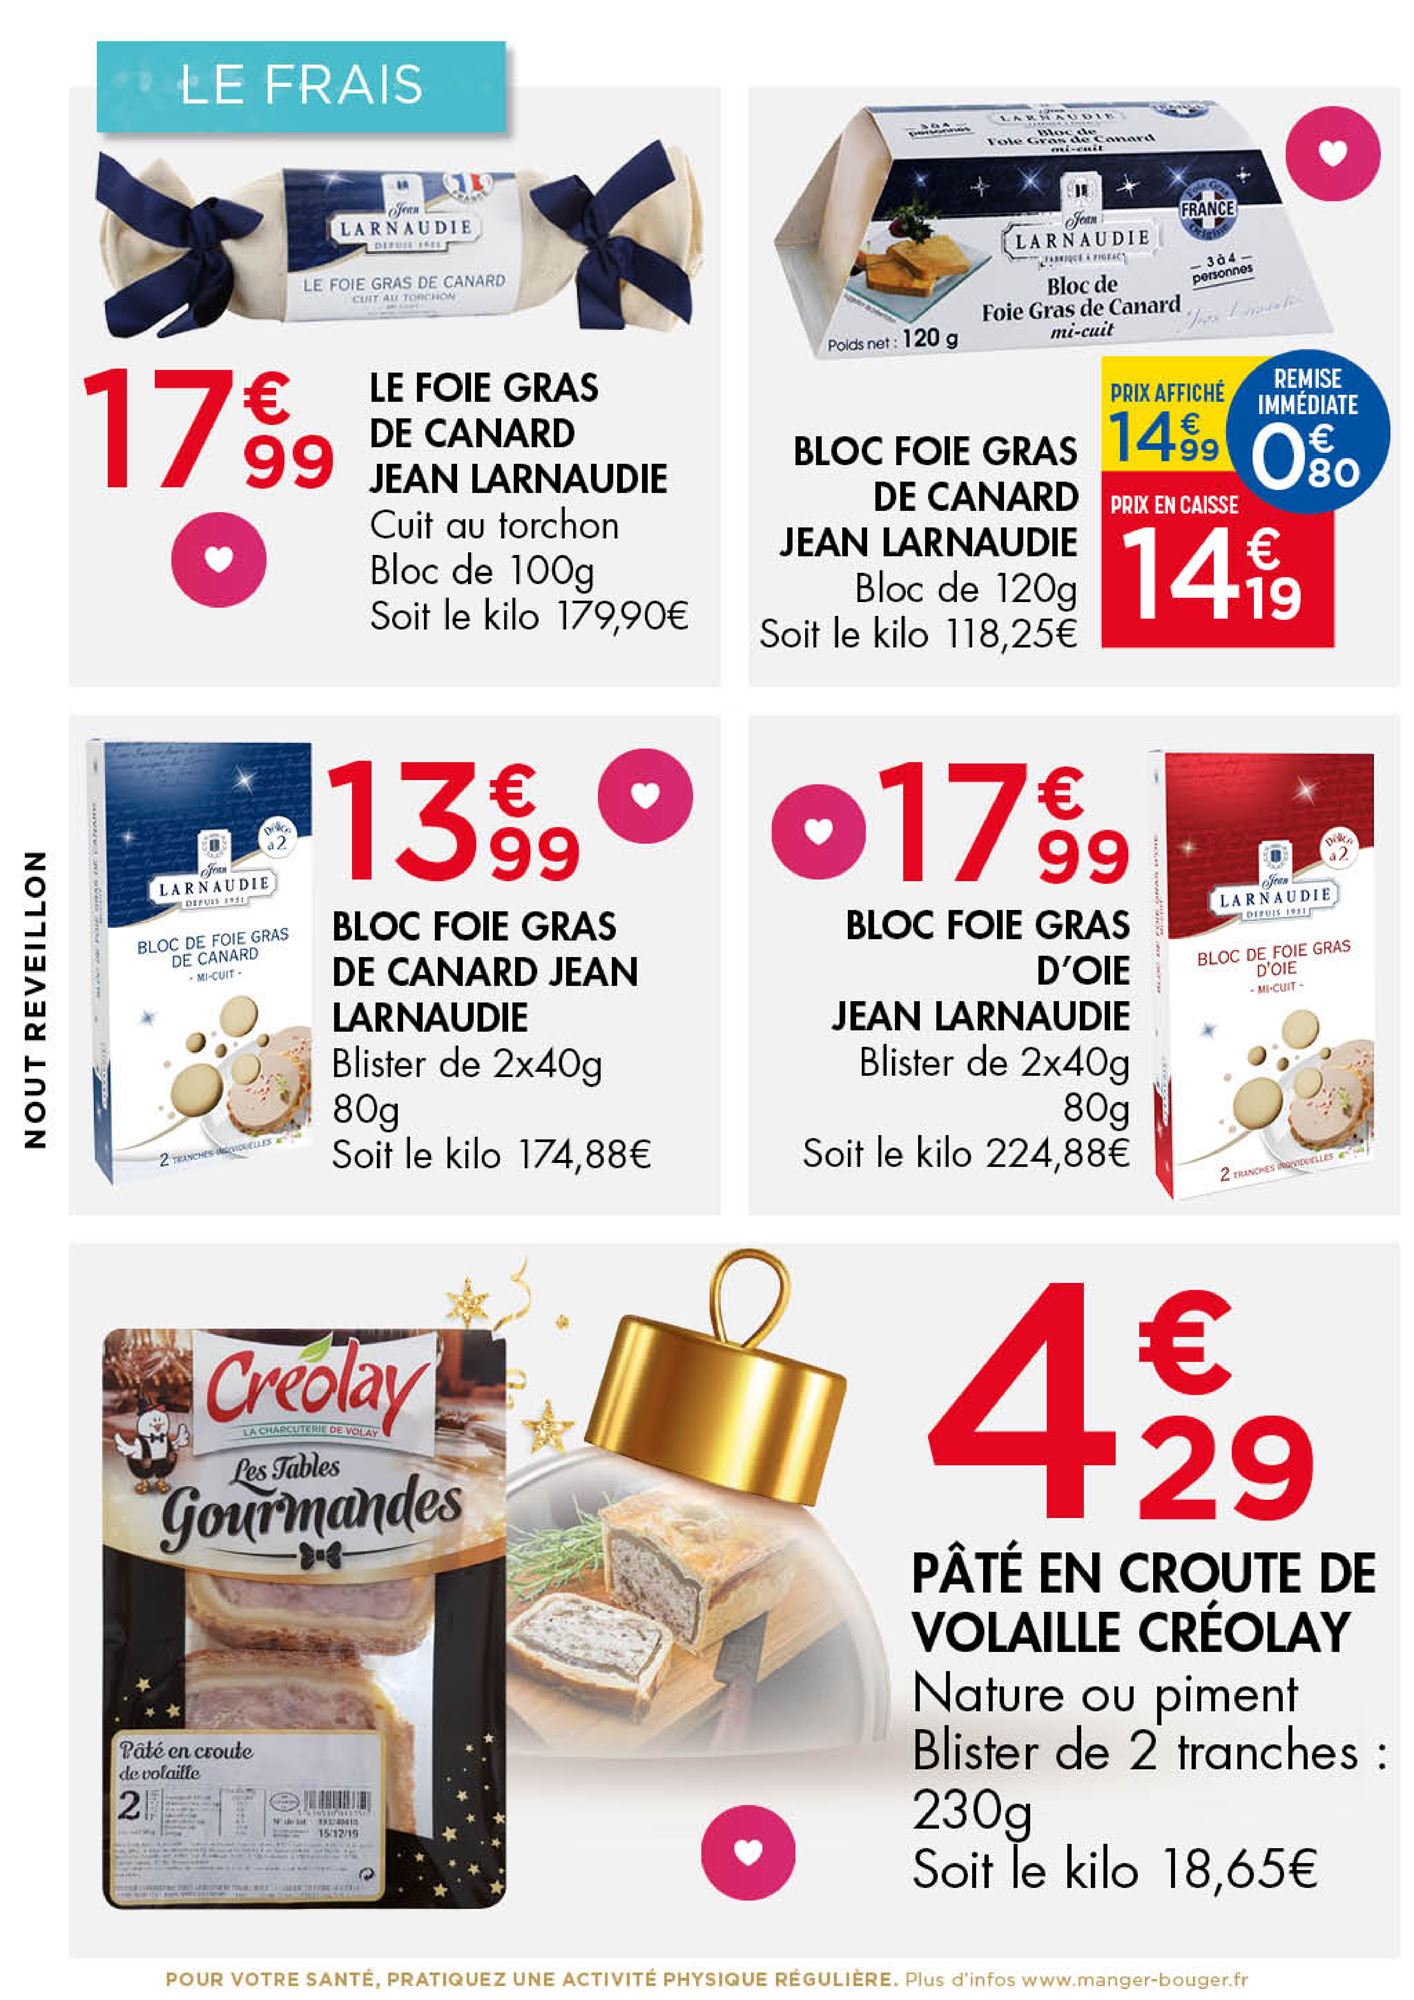 LE FRAIS
Jean
LARNAUDIE
DEPUIS 1951
LE FOIE GRAS DE CANARD
CUIT AU TORCHON
17€99
LE FOIE GRAS
DE CANARD
JEAN LARNAUDIE
Cuit au torchon
Bloc de 100g
Soit le kilo 179,90€
3 à 4
personnes
LARNAUDIE
Bloc de
Foie Gras de Canard
mi-cuit
FRANCE
Jean
LARNAUDIE
FABRIQUÉ À FIGEAC
Foie Gras
FRANCE
Origine
3 à 4
personnes
Bloc de
Foie Gras de Canard
mi-cuit
Poids net : 120 g
PRIX AFFICHÉ
14€99
REMISE
IMMÉDIATE
0€80
PRIX EN CAISSE
14€19
BLOC FOIE GRAS
DE CANARD
JEAN LARNAUDIE
Bloc de 120g
Soit le kilo 118,25€
NOUT REVEILLON
Délice
à 2
Jean
LARNAUDIE
DEPUIS 1951
BLOC DE FOIE GRAS
DE CANARD
- MI-CUIT -
2 TRANCHES INDIVIDUELLES
13€99
BLOC FOIE GRAS
DE CANARD JEAN
LARNAUDIE
Blister de 2x40g
80g
Soit le kilo 174,88€
17€99
BLOC FOIE GRAS
D'OIE
JEAN LARNAUDIE
Blister de 2x40g
80g
Soit le kilo 224,88€
Délice
à 2
Jean
LARNAUDIE
DEPUIS 1951
BLOC DE FOIE GRAS
D'OIE
- MI-CUIT -
2 TRANCHES INDIVIDUELLES
Créolay
LA CHARCUTERIE DE VOLAY
Les Tables
Gourmandes
Pâté en croute
de volaille
2
15/12/19
4€29
PÂTÉ EN CROUTE DE
VOLAILLE CRÉOLAY
Nature ou piment
Blister de 2 tranches :
230g
Soit le kilo 18,65€
POUR VOTRE SANTÉ, PRATIQUEZ UNE ACTIVITÉ PHYSIQUE RÉGULIÈRE. Plus d'infos www.manger-bouger.fr